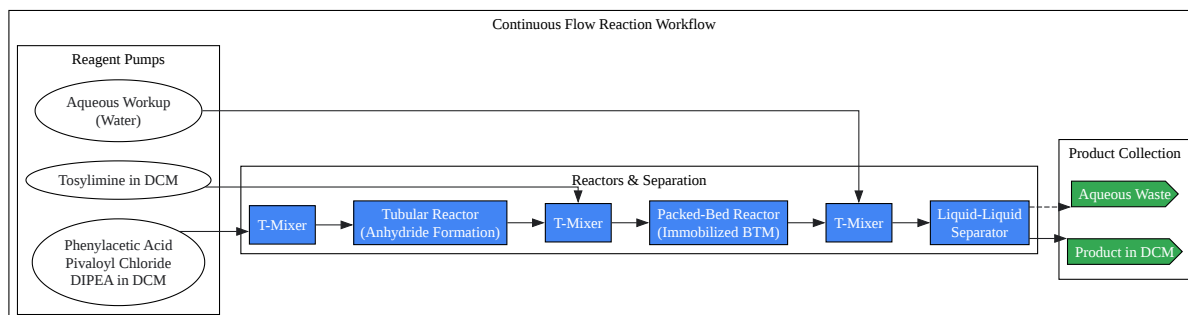 Continuous Flow Reaction Workflow
Reagent Pumps
Aqueous Workup
(Water)
Tosylimine in DCM
Phenylacetic Acid
Pivaloyl Chloride
DIPEA in DCM
Reactors & Separation
T-Mixer
Tubular Reactor
(Anhydride Formation)
T-Mixer
Packed-Bed Reactor
(Immobilized BTM)
T-Mixer
Liquid-Liquid
Separator
Product Collection
Aqueous Waste
Product in DCM